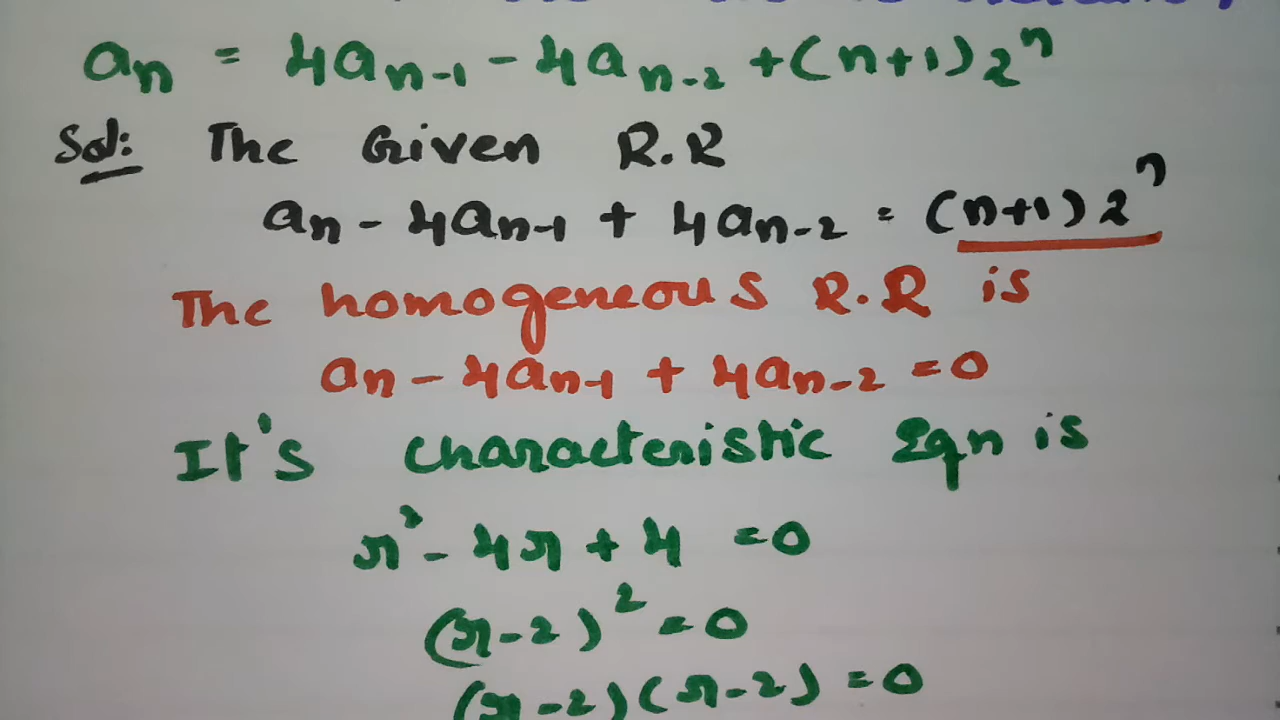 an = 4an-1 - 4an-2 + (n+1)2^n
Sol: The Given R.R
an - 4an-1 + 4an-2 = (n+1)2^n
The homogeneous R.R is
an - 4an-1 + 4an-2 = 0
It's characteristic Eqn is
r² - 4r + 4 = 0
(r-2)² = 0
(r-2)(r-2) = 0